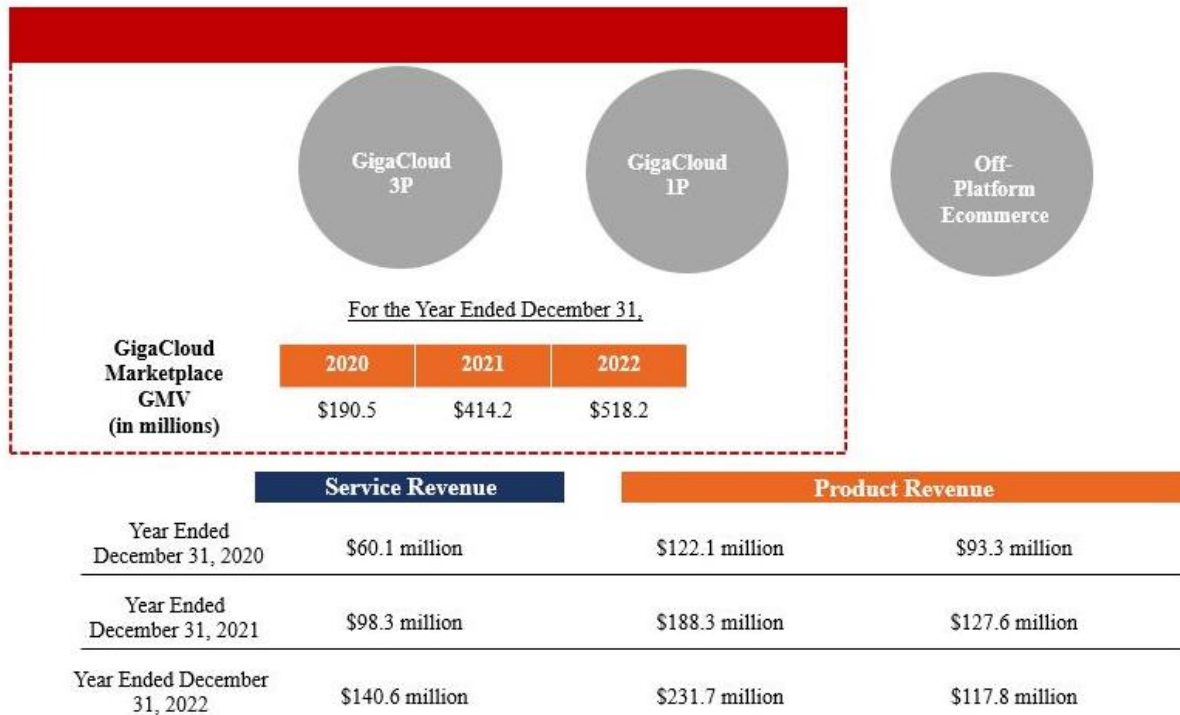 GigaCloud
3P
GigaCloud
1P
Off-
Platform
Ecommerce
For the Year Ended December 31,
GigaCloud
Marketplace
GMV
(in millions)
2020 2021 2022
$190.5 $414.2 $518.2
Service Revenue Product Revenue
Year Ended
December 31, 2020
$60.1 million $122.1 million $93.3 million
Year Ended
December 31, 2021
$98.3 million $188.3 million $127.6 million
Year Ended December
31, 2022
$140.6 million $231.7 million $117.8 million